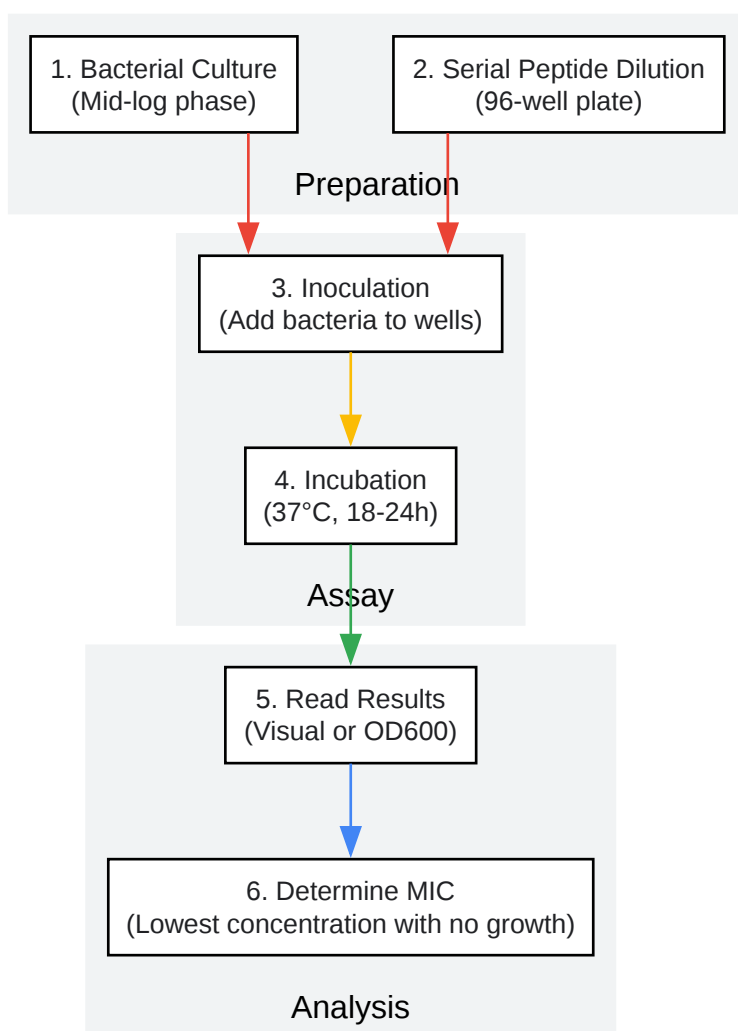 1. Bacterial Culture
(Mid-log phase)
2. Serial Peptide Dilution
(96-well plate)
Preparation
3. Inoculation
(Add bacteria to wells)
4. Incubation
(37°C, 18-24h)
Assay
5. Read Results
(Visual or OD600)
6. Determine MIC
(Lowest concentration with no growth)
Analysis